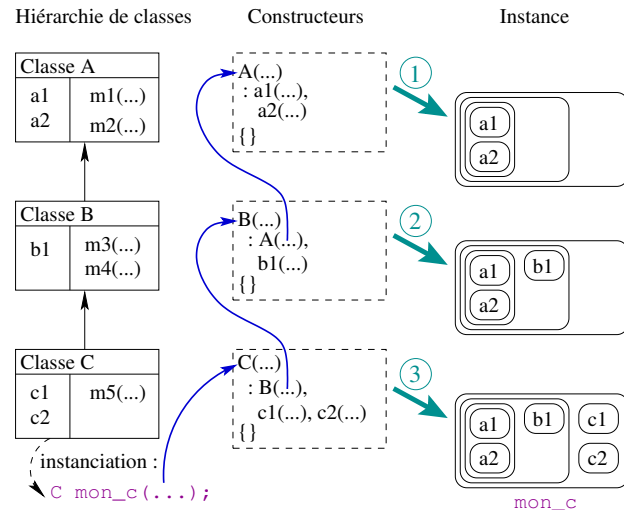 Hiérarchie de classes
Constructeurs
Instance
Classe A
a1
a2
m1(...)
m2(...)
A(...)
: a1(...),
a2(...)
{}
1
a1
a2
Classe B
b1
m3(...)
m4(...)
B(...)
: A(...),
b1(...)
{}
2
a1
a2
b1
Classe C
c1
c2
m5(...)
C(...)
: B(...),
c1(...), c2(...)
{}
3
a1
a2
b1
c1
c2
instanciation :
C mon_c(...);
mon_c